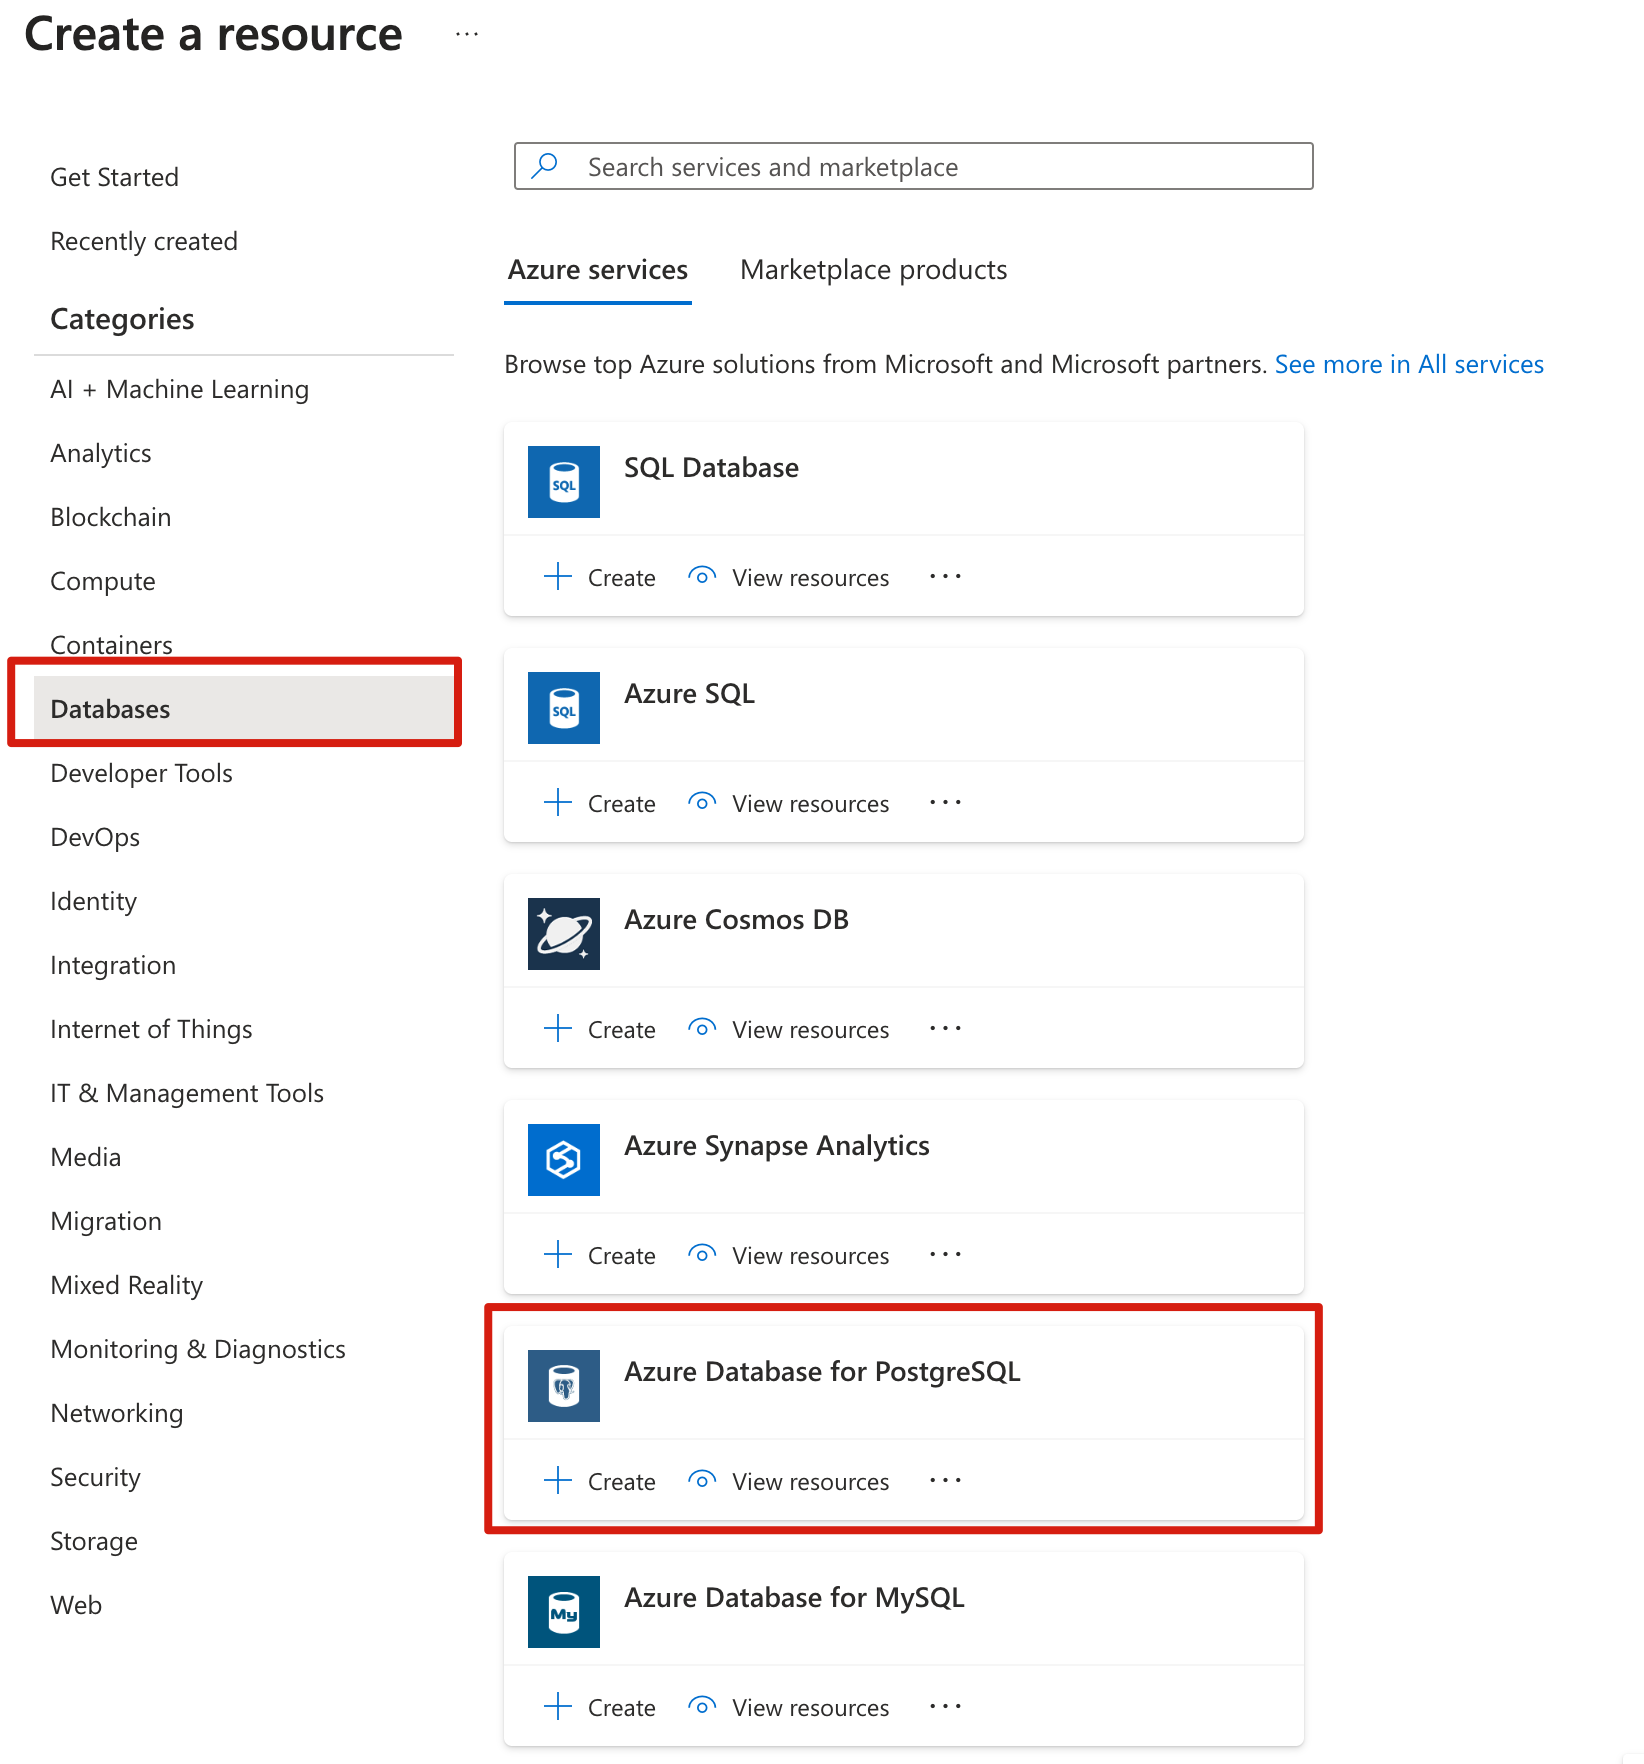 Create a resource ...
Get Started
Recently created
Categories
AI + Machine Learning
Analytics
Blockchain
Compute
Containers
Databases
Developer Tools
DevOps
Identity
Integration
Internet of Things
IT & Management Tools
Media
Migration
Mixed Reality
Monitoring & Diagnostics
Networking
Security
Storage
Web
Search services and marketplace
Azure services Marketplace products
Browse top Azure solutions from Microsoft and Microsoft partners. See more in All services
SQL
SQL Database
Create View resources ...
SQL
Azure SQL
Create View resources ...
Azure Cosmos DB
Create View resources ...
Azure Synapse Analytics
Create View resources ...
Azure Database for PostgreSQL
Create View resources ...
My
Azure Database for MySQL
Create View resources ...